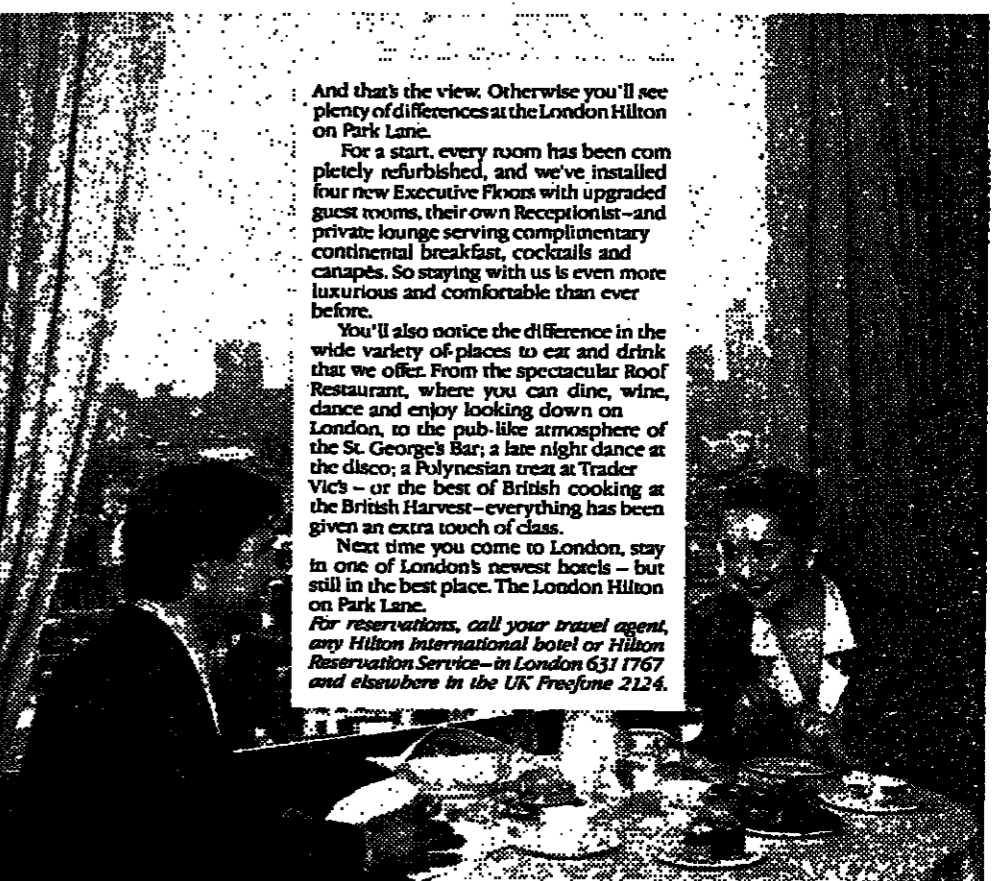 And that's the view. Otherwise you'll see
plenty of differences at the London Hilton
on Park Lane.
For a start, every room has been com
pletely refurbished, and we've installed
four new Executive Floors with upgraded
guest rooms, their own Receptionist–and
private lounge serving complimentary
continental breakfast, cocktails and
canapés. So staying with us is even more
luxurious and comfortable than ever
before.
You'll also notice the difference in the
wide variety of places to eat and drink
that we offer. From the spectacular Roof
Restaurant, where you can dine, wine,
dance and enjoy looking down on
London, to the pub-like atmosphere of
the St. George's Bar; a late night dance at
the disco; a Polynesian treat at Trader
Vic's – or the best of British cooking at
the British Harvest–everything has been
given an extra touch of class.
Next time you come to London, stay
in one of London's newest hotels – but
still in the best place. The London Hilton
on Park Lane.
For reservations, call your travel agent,
any Hilton International hotel or Hilton
Reservation Service–in London 631 1767
and elsewhere in the UK Freefone 2124.